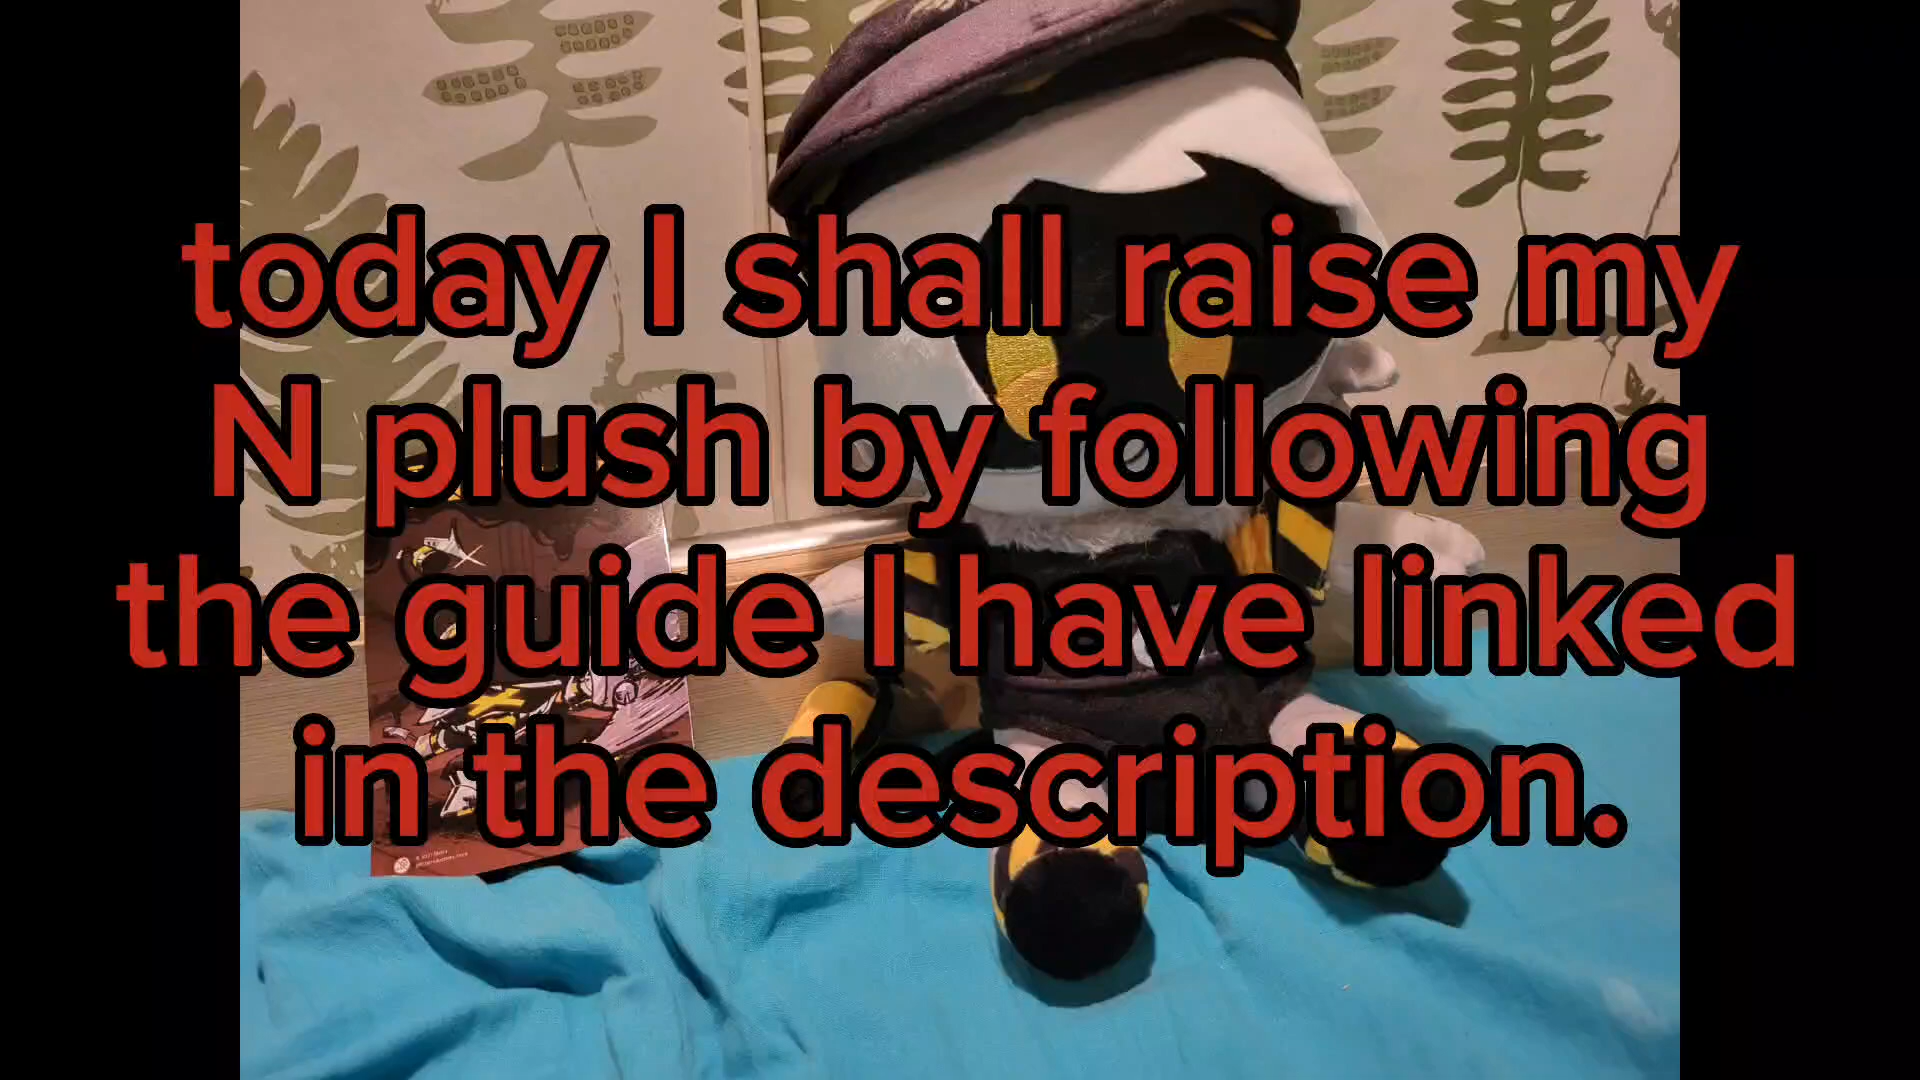 today I shall raise my
N plush by following
the guide I have linked
in the description.